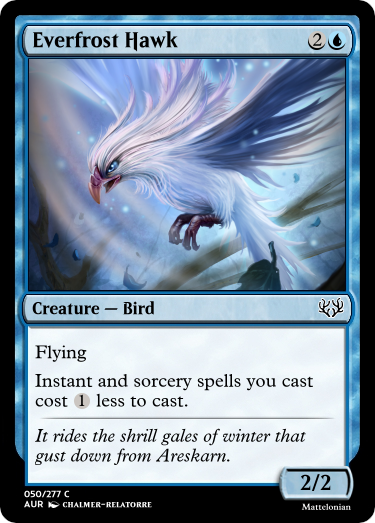 Everfrost Hawk 2
Creature — Bird
Flying
Instant and sorcery spells you cast
cost 1 less to cast.
It rides the shrill gales of winter that
gust down from Areskarn.
2/2
050/277 C
AUR CHALMER-RELATORRE
Mattelonian